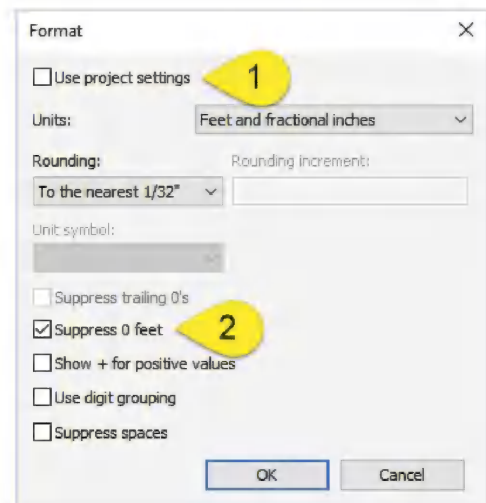 Format
Use project settings
1
Units:
Feet and fractional inches
Rounding:
Rounding increment:
To the nearest 1/32"
Unit symbol:
Suppress trailing 0's
Suppress 0 feet
2
Show + for positive values
Use digit grouping
Suppress spaces
OK
Cancel